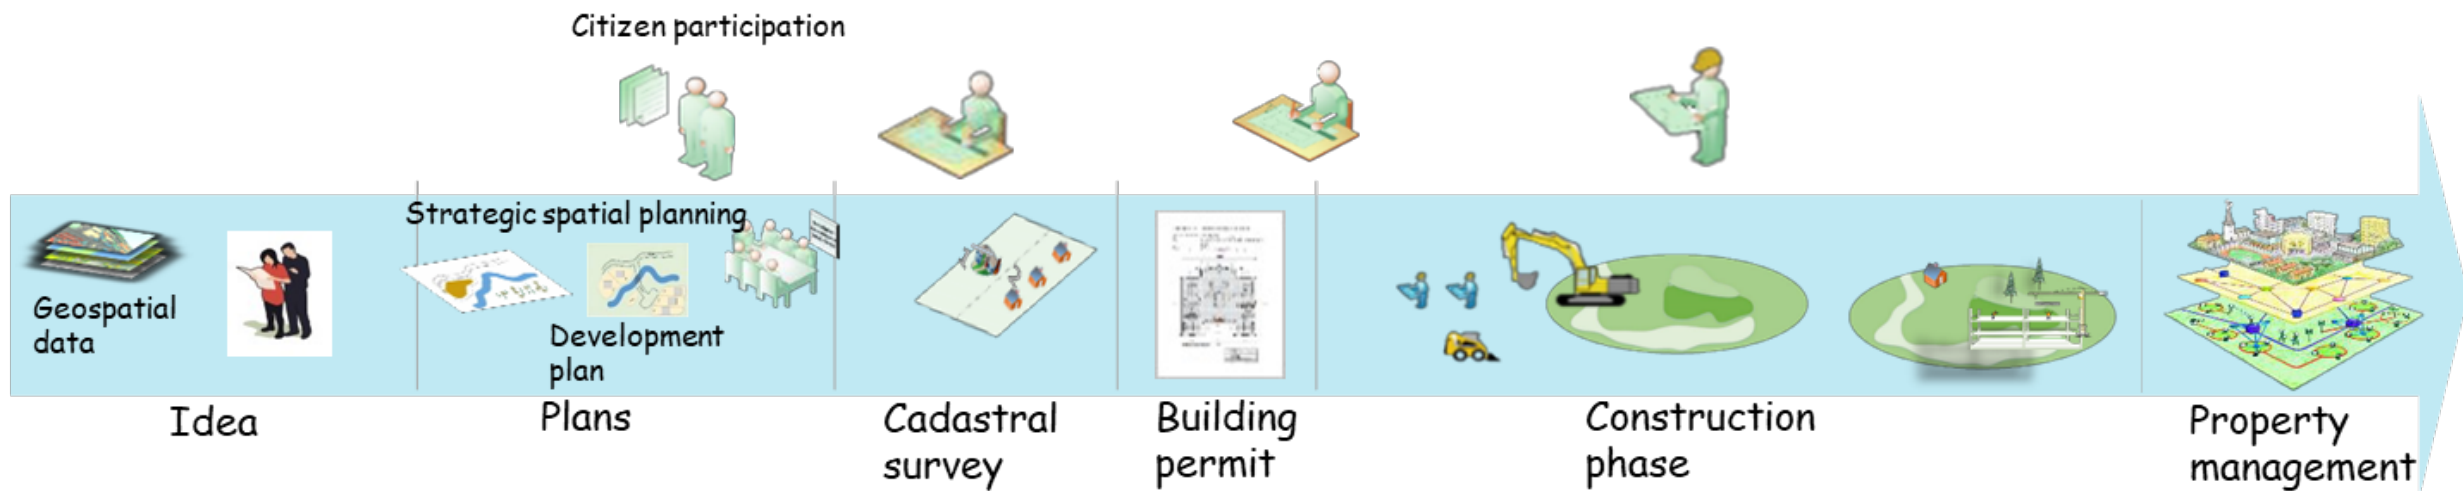 Citizen participation
Strategic spatial planning
Geospatial
data
Development
plan
Idea
Plans
Cadastral
survey
Building
permit
Construction
phase
Property
management